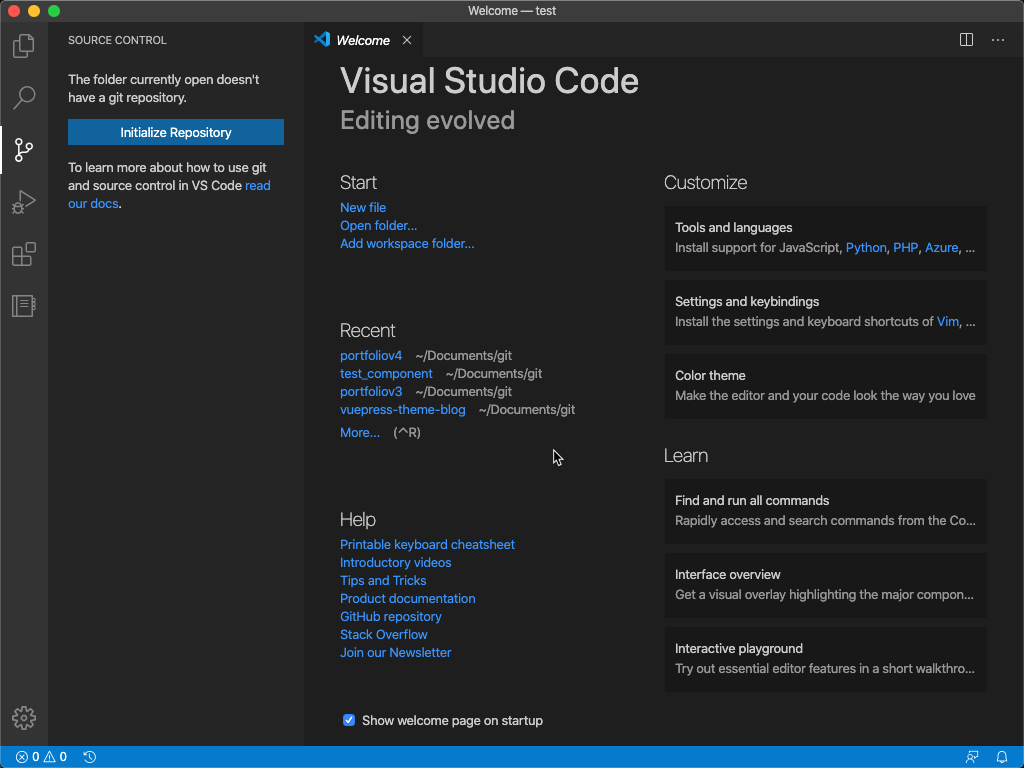 Welcome — test
SOURCE CONTROL
The folder currently open doesn't
have a git repository.
Initialize Repository
To learn more about how to use git
and source control in VS Code read
our docs.
Welcome
Visual Studio Code
Editing evolved
Start
New file
Open folder...
Add workspace folder...
Recent
portfoliov4 ~/Documents/git
test_component ~/Documents/git
portfoliov3 ~/Documents/git
vuepress-theme-blog ~/Documents/git
More... (^R)
Help
Printable keyboard cheatsheet
Introductory videos
Tips and Tricks
Product documentation
GitHub repository
Stack Overflow
Join our Newsletter
Show welcome page on startup
Customize
Tools and languages
Install support for JavaScript, Python, PHP, Azure, ...
Settings and keybindings
Install the settings and keyboard shortcuts of Vim, ...
Color theme
Make the editor and your code look the way you love
Learn
Find and run all commands
Rapidly access and search commands from the Co...
Interface overview
Get a visual overlay highlighting the major compon...
Interactive playground
Try out essential editor features in a short walkthro...
0 0